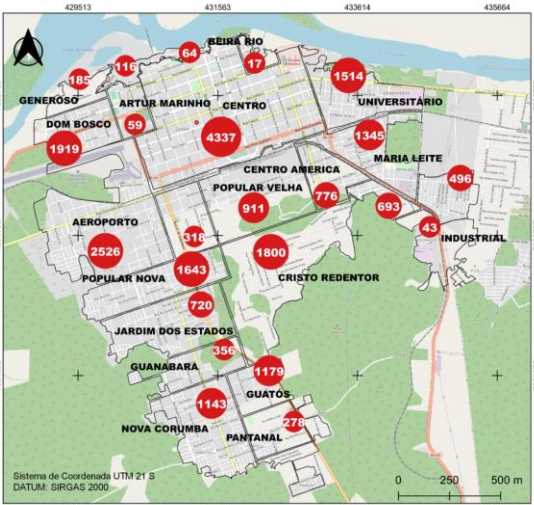 429513 431563 433614 435664
BEIRA RIO
64
17
116
185
1514
GENEROSO
ARTUR MARINHO
CENTRO
UNIVERSITÁRIO
DOM BOSCO
59
4337
1345
1919
MARIA LEITE
CENTRO AMERICA
496
POPULAR VELHA
776
911
693
AEROPORTO
43
318
INDUSTRIAL
2526
1800
1643
POPULAR NOVA
CRISTO REDENTOR
720
JARDIM DOS ESTADOS
356
GUANABARA
1179
GUATÓS
1143
278
NOVA CORUMBA
PANTANAL
Sistema de Coordenada UTM 21 S
DATUM: SIRGAS 2000
0 250 500 m